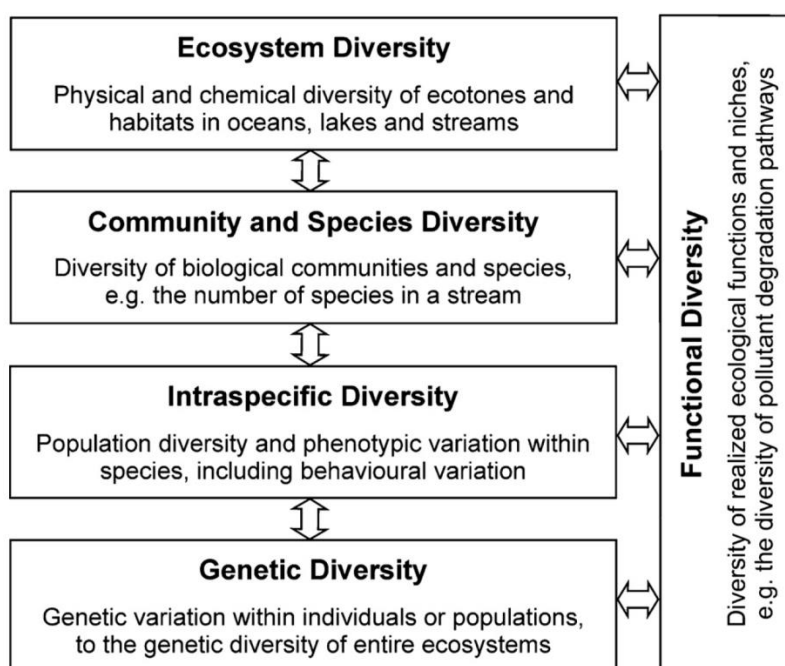 Ecosystem Diversity
Physical and chemical diversity of ecotones and
habitats in oceans, lakes and streams
Community and Species Diversity
Diversity of biological communities and species,
e.g. the number of species in a stream
Intraspecific Diversity
Population diversity and phenotypic variation within
species, including behavioural variation
Genetic Diversity
Genetic variation within individuals or populations,
to the genetic diversity of entire ecosystems
Functional Diversity
Diversity of realized ecological functions and niches,
e.g. the diversity of pollutant degradation pathways